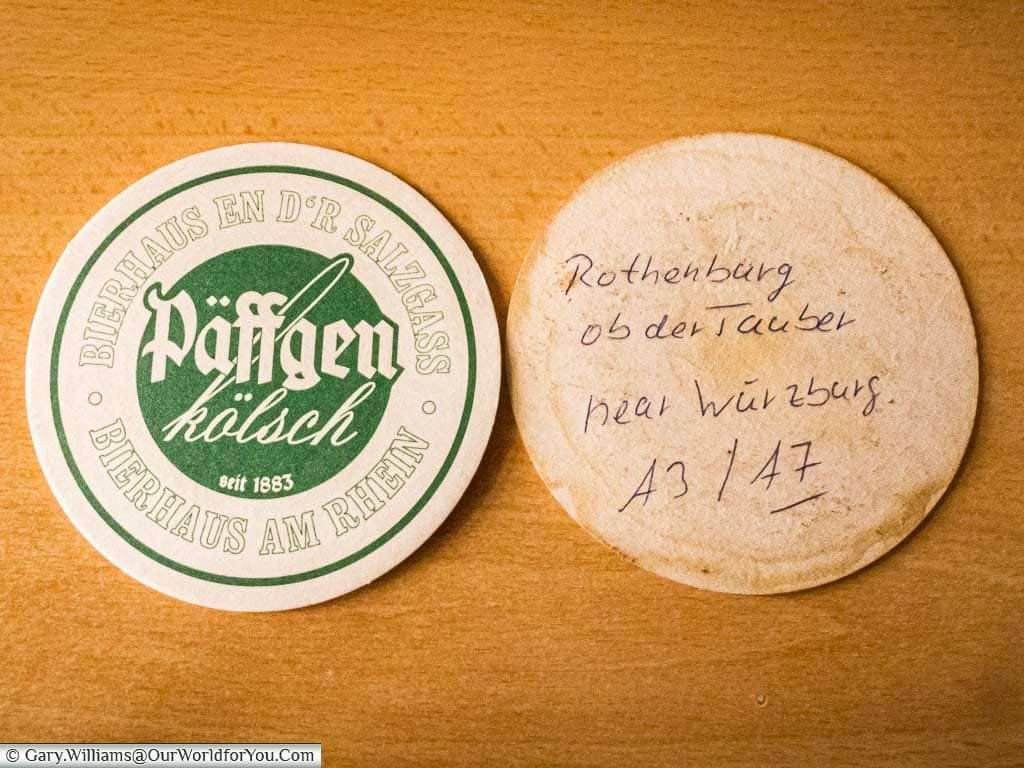 BIERHAUS EN D'R SALZGASS
Päffgen
kölsch
seit 1883
BIERHAUS AM RHEIN
Rothenburg
ob der Tauber
near Würzburg.
A3 / A7
© Gary.Williams@OurWorldforYou.Com